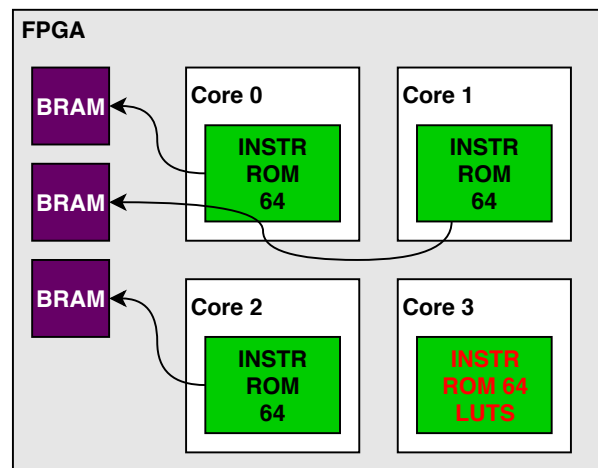 FPGA
BRAM
BRAM
BRAM
Core 0
INSTR
ROM
64
Core 1
INSTR
ROM
64
Core 2
INSTR
ROM
64
Core 3
INSTR
ROM 64
LUTS